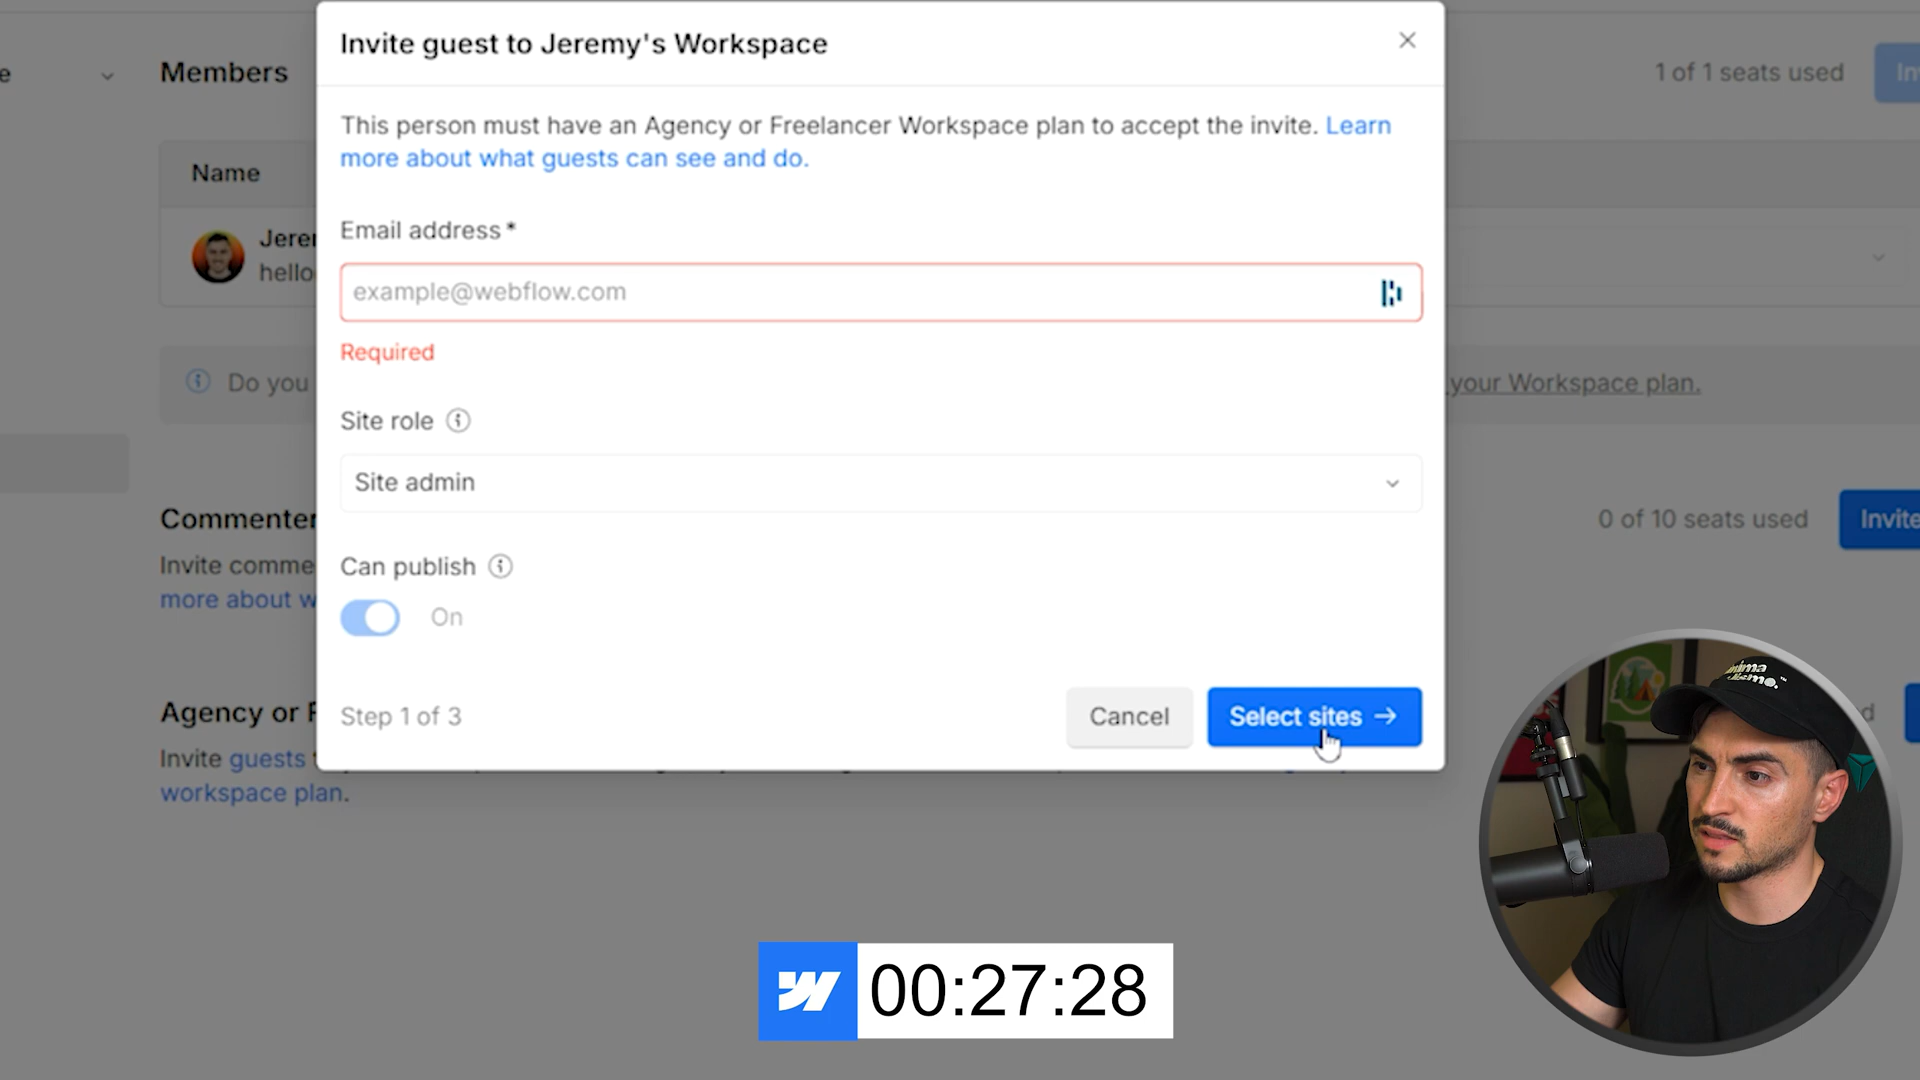 Invite guest to Jeremy's Workspace
This person must have an Agency or Freelancer Workspace plan to accept the invite. Learn
more about what guests can see and do.
Email address*
example@webflow.com
Required
Site role
Site admin
Can publish
On
Step 1 of 3
Cancel
Select sites →
Members
1 of 1 seats used
Name
hello
Do you
your Workspace plan.
Commenter
0 of 10 seats used
Invite
Invite comme
more about w
Agency or F
Invite guests
workspace plan.
00:27:28